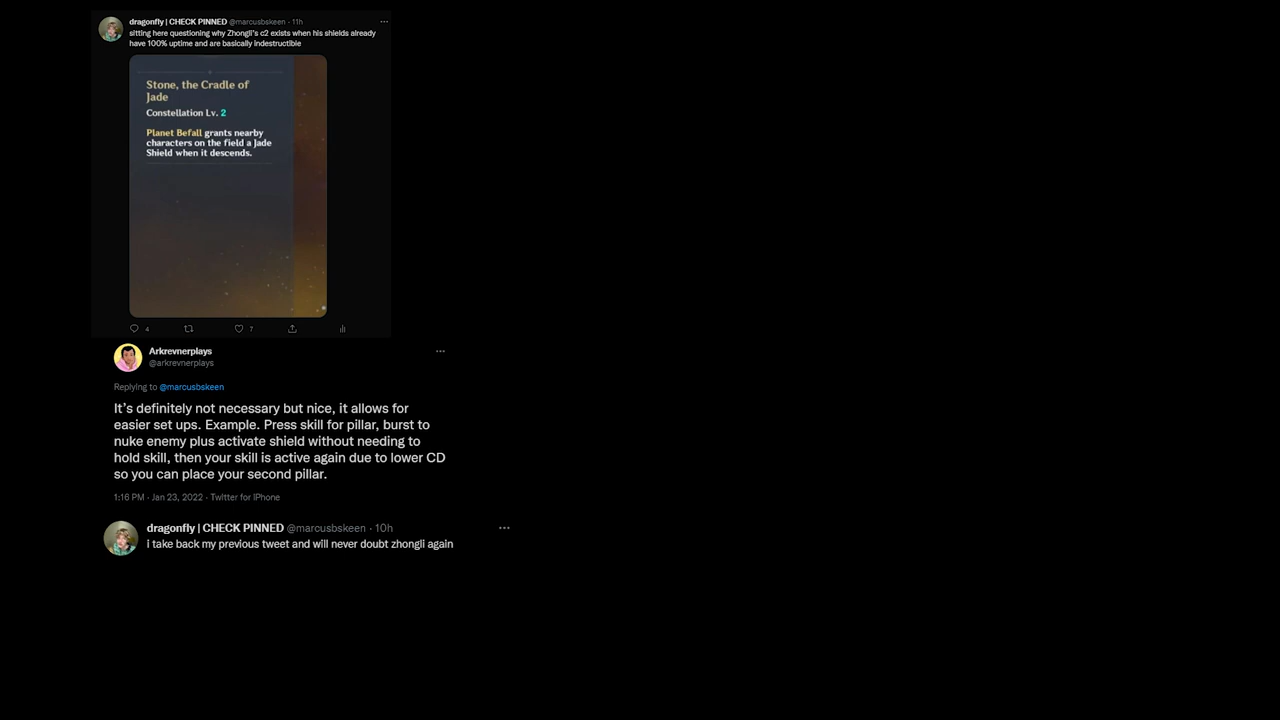 dragonfly | CHECK PINNED @marcusbskeen · 11h
sitting here questioning why Zhongli's c2 exists when his shields already
have 100% uptime and are basically indestructible
Stone, the Cradle of
Jade
Constellation Lv. 2
Planet Befall grants nearby
characters on the field a Jade
Shield when it descends.
4 7
Arkrevnerplays
@arkrevnerplays
Replying to @marcusbskeen
It's definitely not necessary but nice, it allows for
easier set ups. Example. Press skill for pillar, burst to
nuke enemy plus activate shield without needing to
hold skill, then your skill is active again due to lower CD
so you can place your second pillar.
1:16 PM · Jan 23, 2022 · Twitter for iPhone
dragonfly | CHECK PINNED @marcusbskeen · 10h
i take back my previous tweet and will never doubt zhongli again